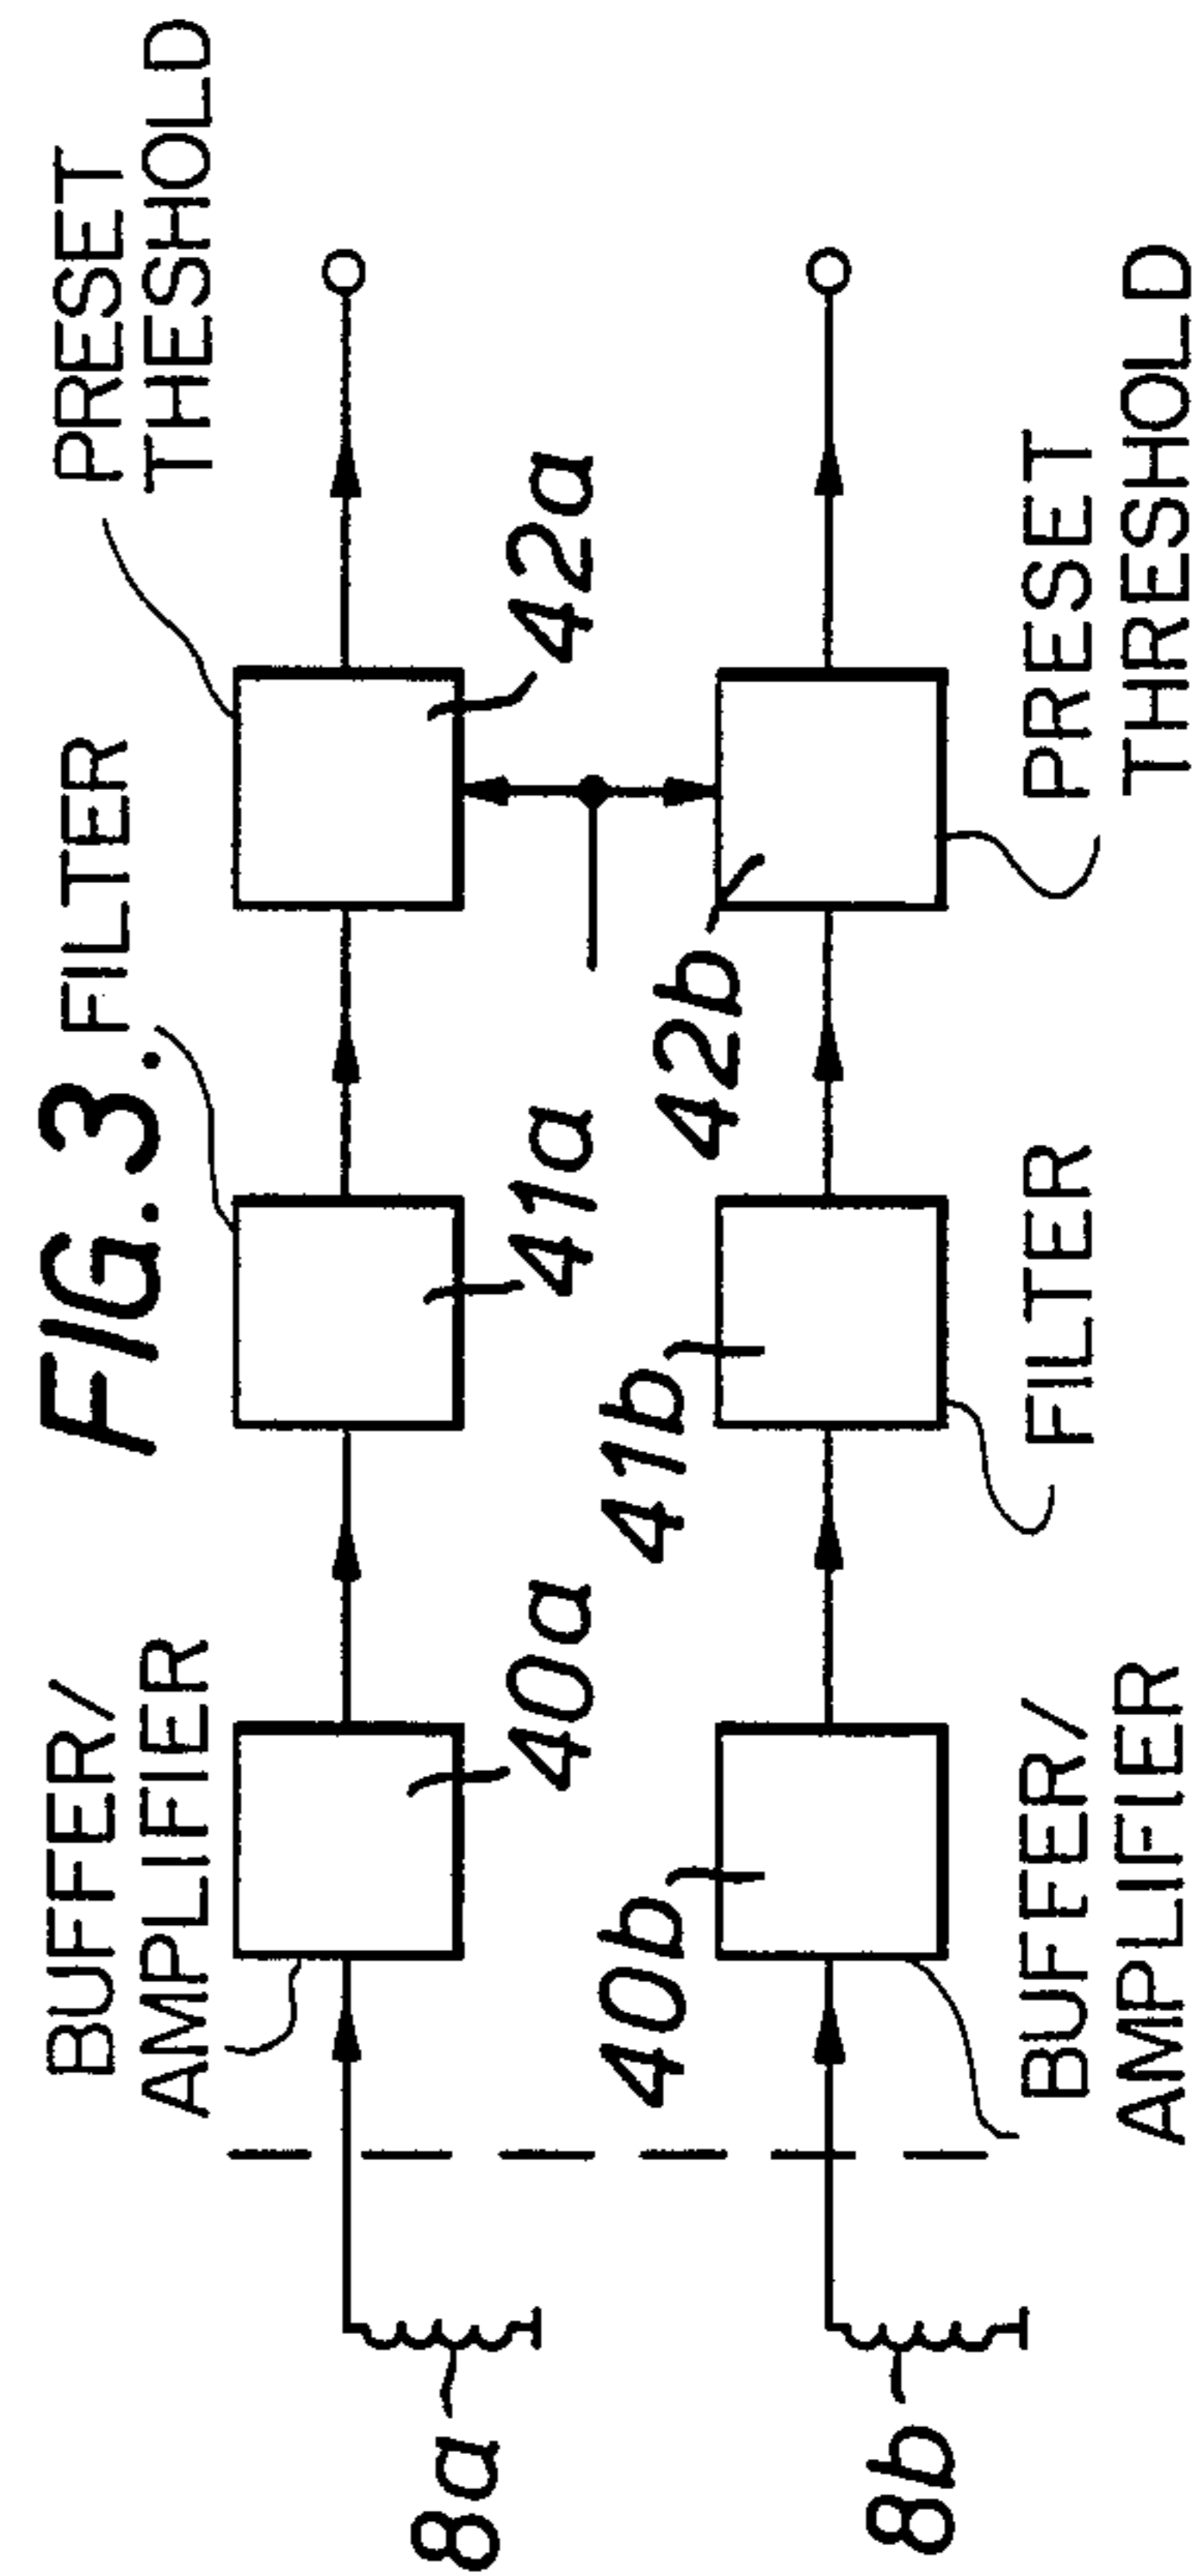 FIG. 3.
BUFFER/
AMPLIFIER
FILTER
PRESET
THESHOLD
40a
41a
42a
8a
40b
41b
42b
8b
BUFFER/
AMPLIFIER
FILTER
PRESET
THRESHOLD